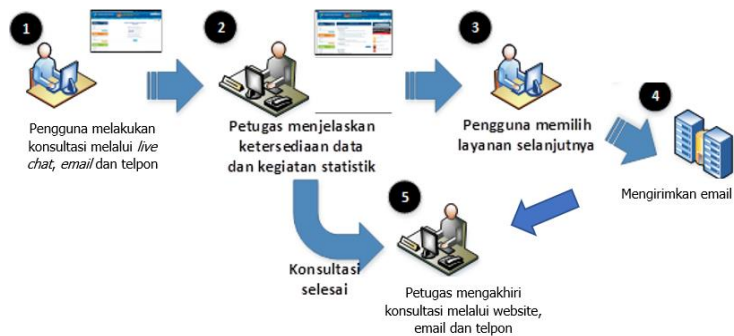 1
Pengguna melakukan
konsultasi melalui live
chat, email dan telpon
2
Petugas menjelaskan
ketersediaan data
dan kegiatan statistik
3
Pengguna memilih
layanan selanjutnya
4
Mengirimkan email
Konsultasi
selesai
5
Petugas mengakhiri
konsultasi melalui website,
email dan telpon